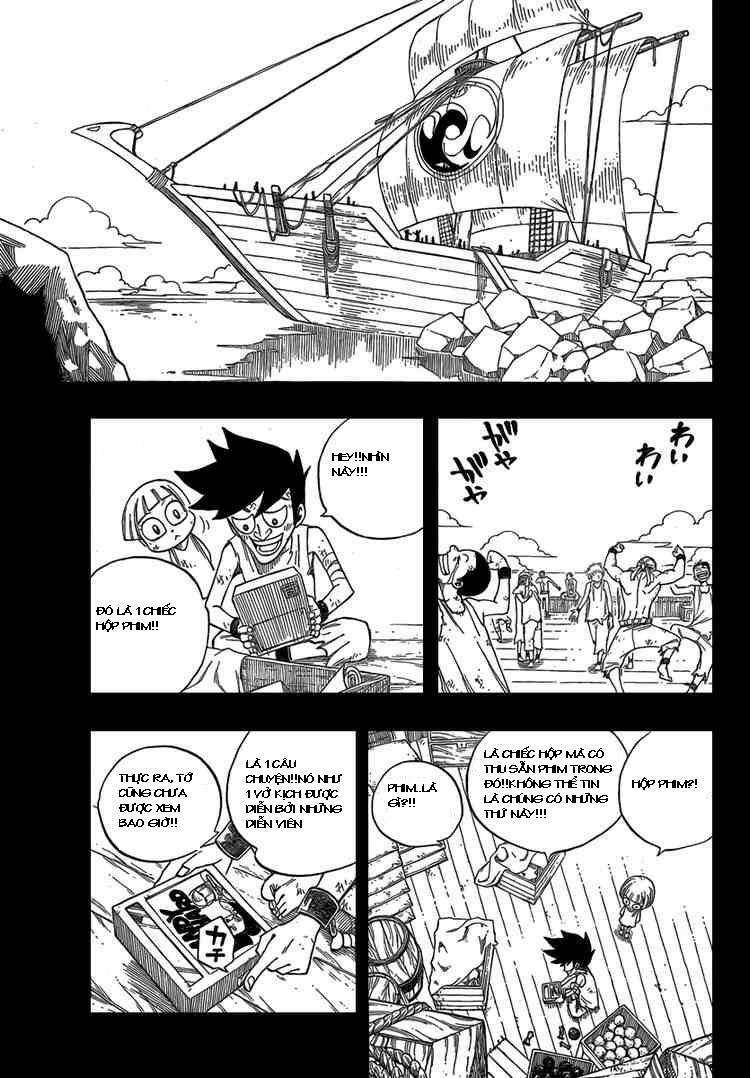 わい
わい
がや
がや
HEY!!NHÌN
NÀY!!!
ĐÓ LÀ 1 CHIẾC
HỘP PHIM!!
HỘP PHIM?!
LÀ CHIẾC HỘP MÀ CÓ
THU SẴN PHIM TRONG
ĐÓ!!KHÔNG THỂ TIN
LÀ CHÚNG CÓ NHỮNG
THỨ NÀY!!!
PHIM..LÀ
GÌ?!!
LÀ 1 CÂU
CHUYỆN!!NÓ NHƯ
1 VỞ KỊCH ĐƯỢC
DIỄN BỞI NHỮNG
DIỄN VIÊN
THỰC RA, TỚ
CŨNG CHƯA
ĐƯỢC XEM
BAO GIỜ!!
カチ